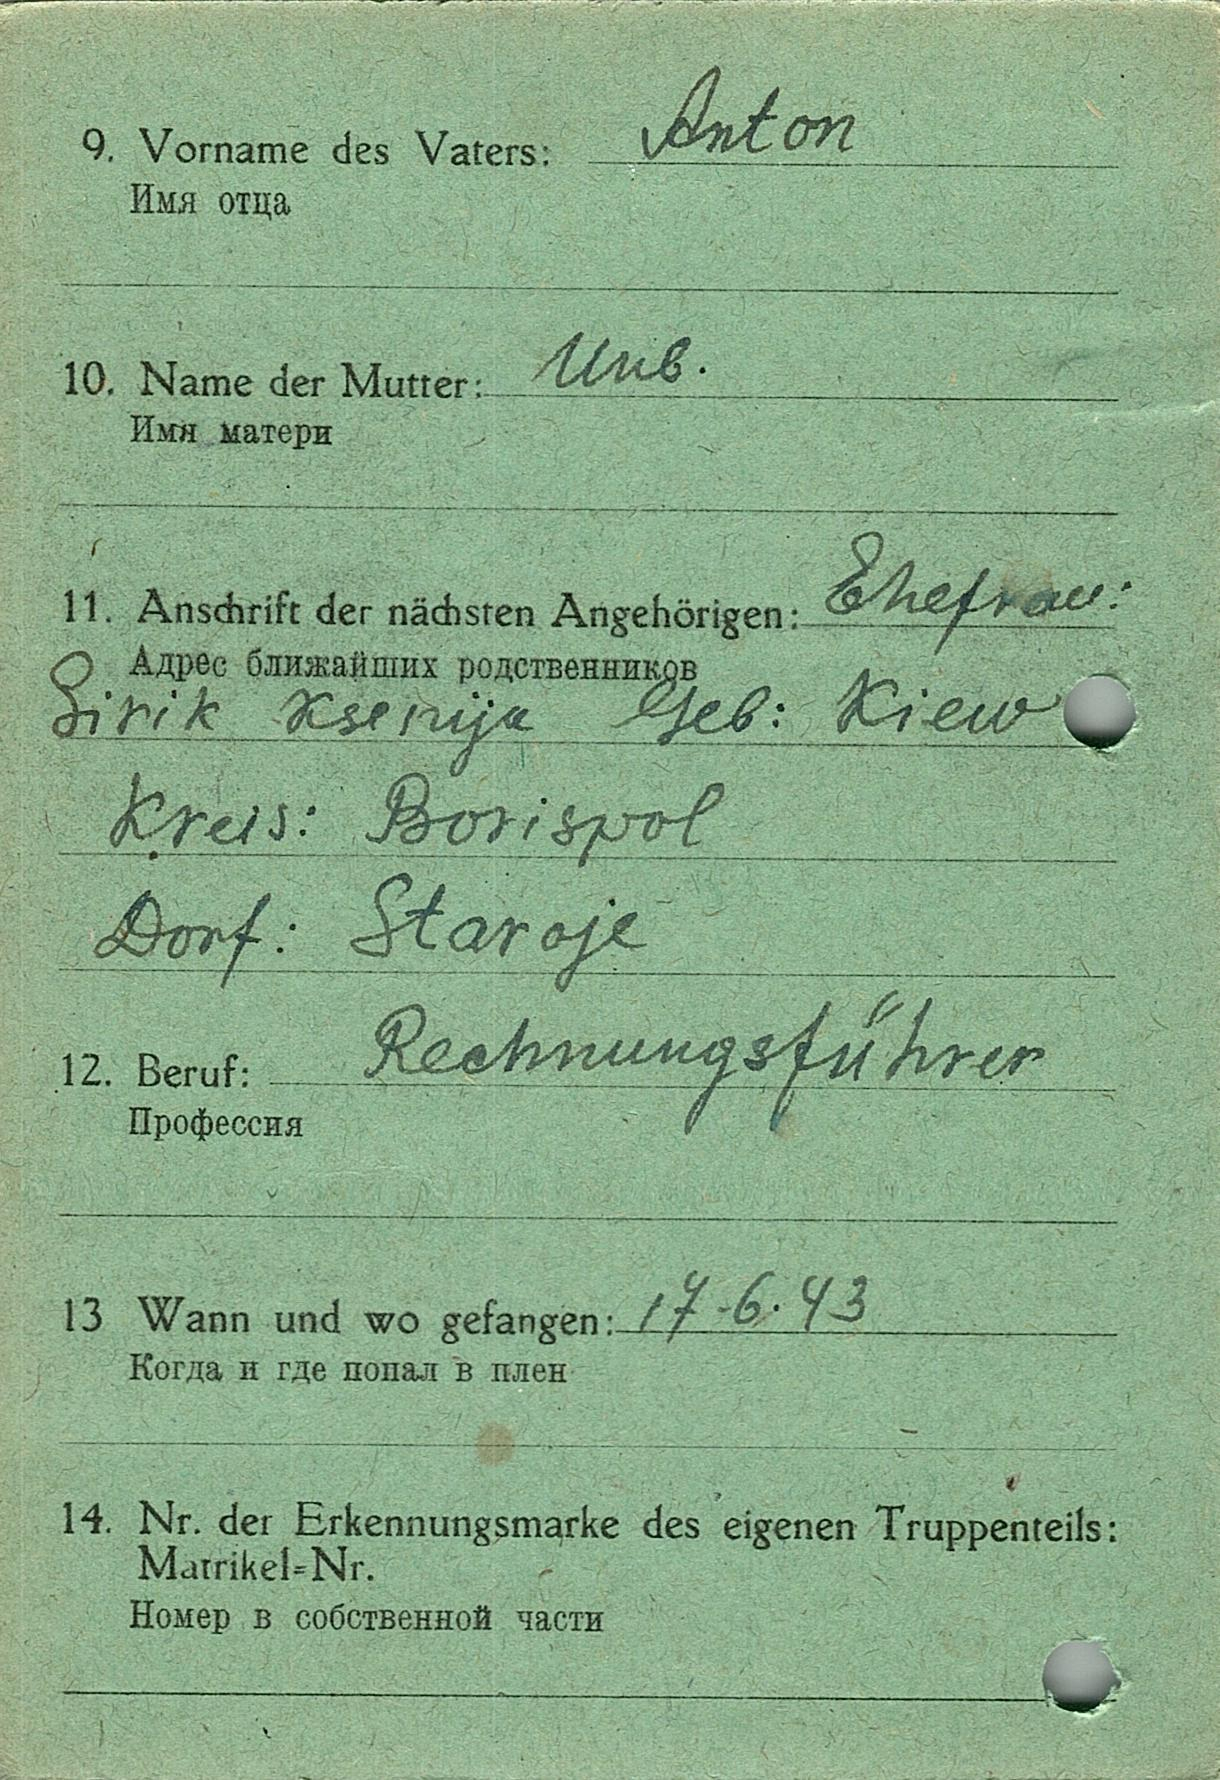 9. Vorname des Vaters: Anton
Имя отца
10. Name der Mutter: Unb.
Имя матери
11. Anschrift der nächsten Angehörigen: Ehefrau:
Адрес ближайших родственников
Sirik Ksenija Geb: Kiew
Kreis: Borispol
Dorf: Staroje
12. Beruf: Rechnungsführer
Профессия
13 Wann und wo gefangen: 17.6.43
Когда и где попал в плен
14. Nr. der Erkennungsmarke des eigenen Truppenteils:
Matrikel=Nr.
Номер в собственной части